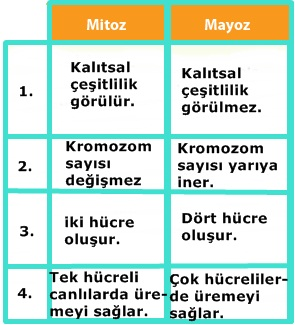 Mitoz Mayoz
1. Kalıtsal çeşitlilik görülür. Kalıtsal çeşitlilik görülmez.
2. Kromozom sayısı değişmez Kromozom sayısı yarıya iner.
3. iki hücre oluşur. Dört hücre oluşur.
4. Tek hücreli canlılarda üre- meyi sağlar. Çok hücreliler- de üremeyi sağlar.